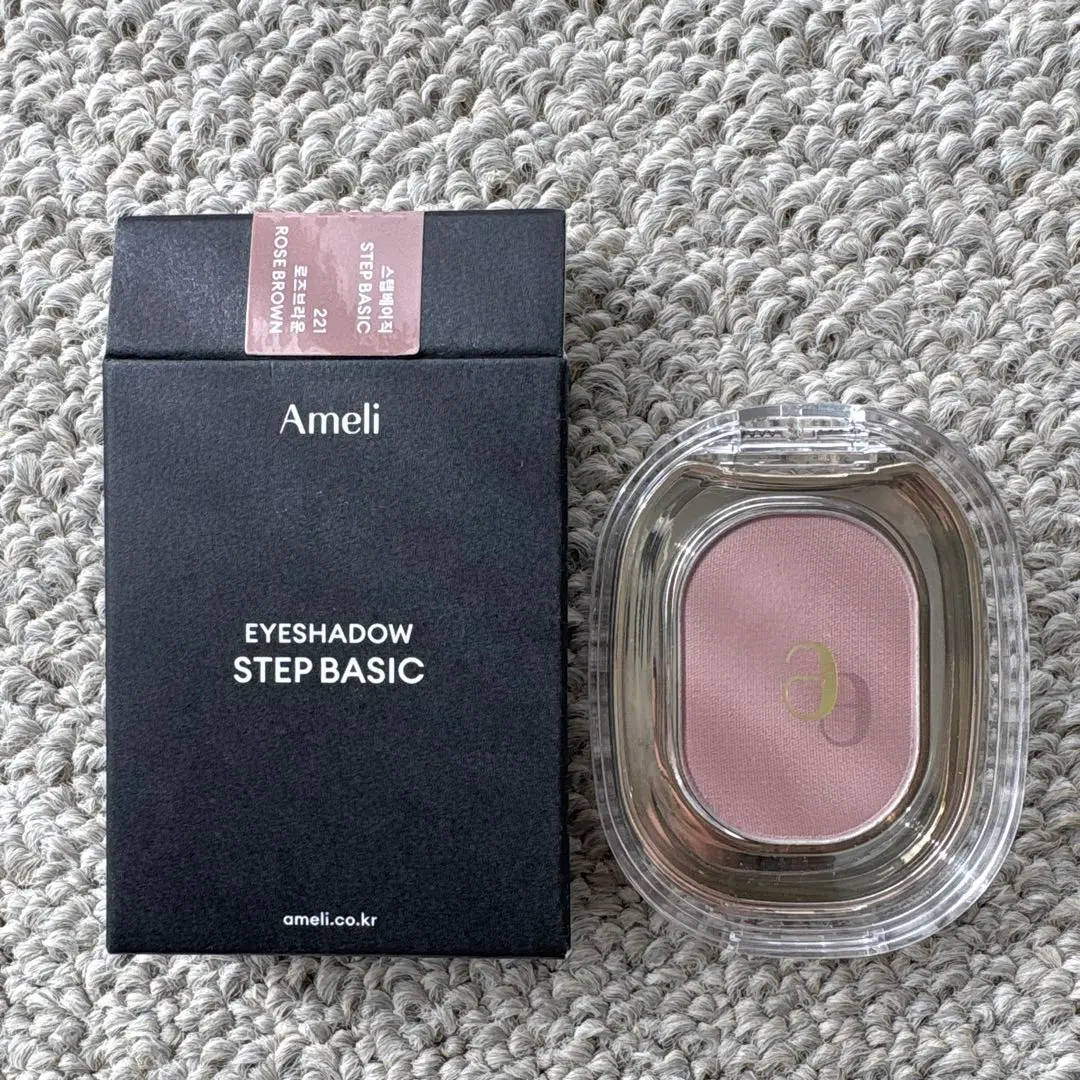 스텝베이직
STEP BASIC
221
로즈브라운
ROSE BROWN
Ameli
EYESHADOW
STEP BASIC
ameli.co.kr